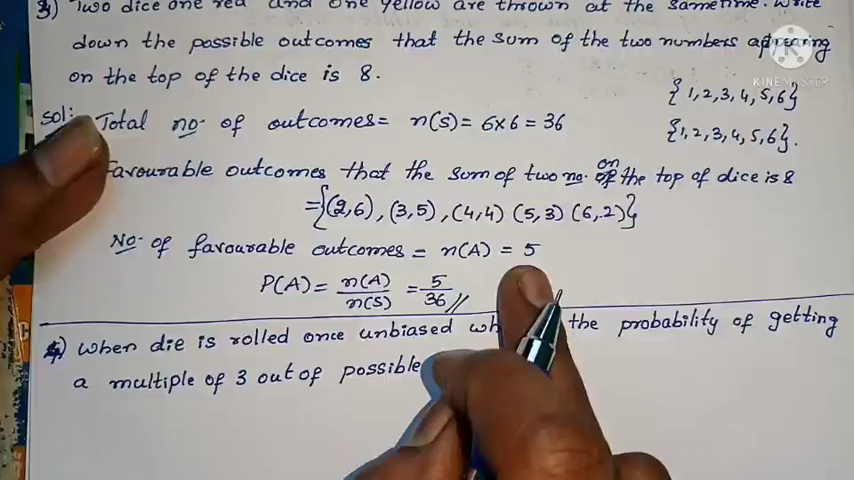 3) Two dice one red and one yellow are thrown at the sametime. Write
down the possible outcomes that the sum of the two numbers appearing
on the top of the dice is 8.
{1,2,3,4,5,6}
Sol: Total no. of outcomes = n(S) = 6×6 = 36
{1,2,3,4,5,6}.
Favourable outcomes that the sum of two no. on the top of dice is 8
= {(2,6), (3,5), (4,4) (5,3) (6,2)}
No. of favourable outcomes = n(A) = 5
P(A) = n(A)/n(S) = 5/36 //
4) When die is rolled once unbiased wh the probability of getting
a multiple of 3 out of possible
KINEMASTER